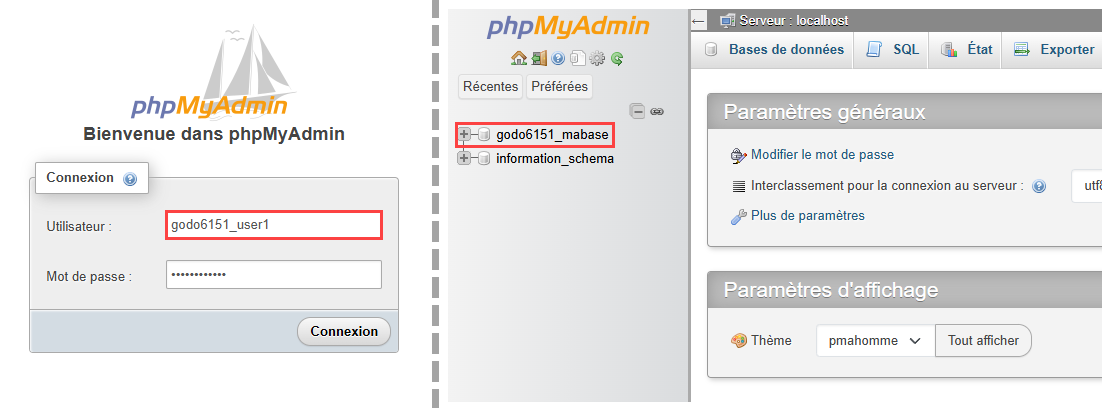 phpMyAdmin
Bienvenue dans phpMyAdmin
Connexion
Utilisateur :
godo6151_user1
Mot de passe :
••••••••••••
Connexion
phpMyAdmin
Récentes
Préférées
godo6151_mabase
information_schema
Serveur : localhost
Bases de données
SQL
État
Exporter
Paramètres généraux
Modifier le mot de passe
Interclassement pour la connexion au serveur :
utf8
Plus de paramètres
Paramètres d'affichage
Thème
pmahomme
Tout afficher